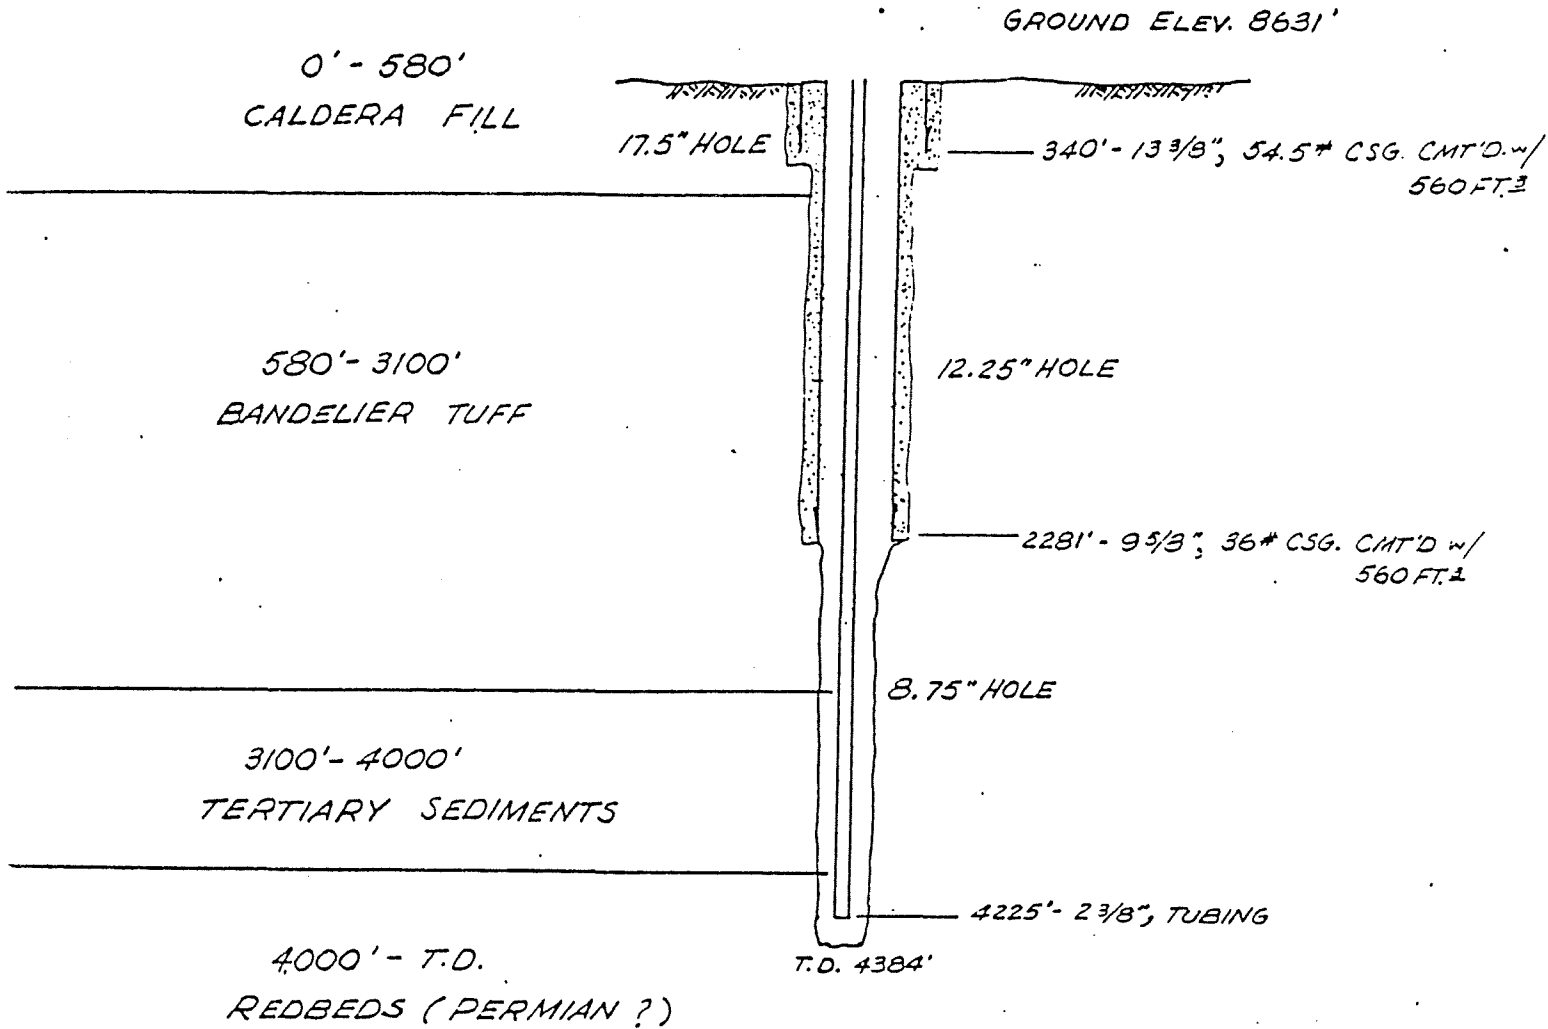 GROUND ELEV. 8631'
0' - 580'
CALDERA FILL
17.5" HOLE
340' - 13 3/8", 54.5# CSG. CMT'D. w/
560 FT.3
580' - 3100'
BANDELIER TUFF
12.25" HOLE
2281' - 9 5/8", 36# CSG. CMT'D w/
560 FT.3
8.75" HOLE
3100' - 4000'
TERTIARY SEDIMENTS
4225' - 2 3/8", TUBING
T.D. 4384'
4000' - T.D.
REDBEDS (PERMIAN ?)